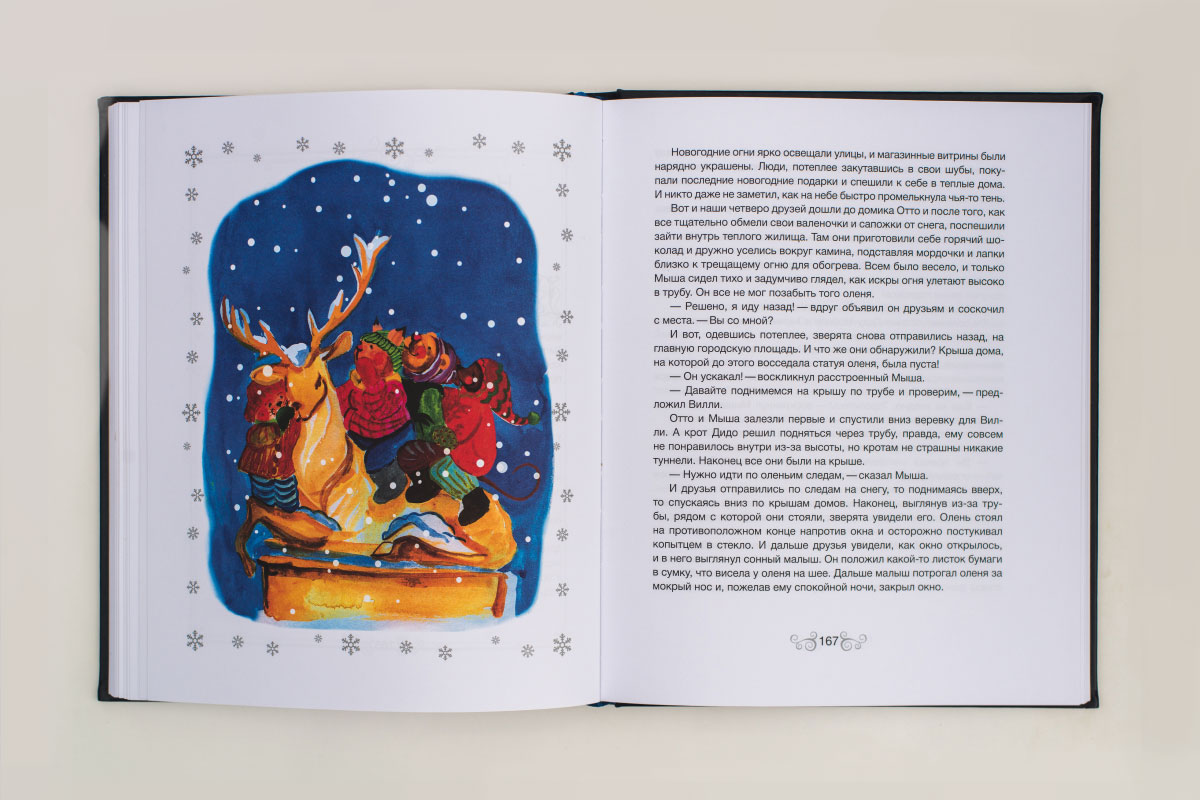 Новогодние огни ярко освещали улицы, и магазинные витрины были
нарядно украшены. Люди, потеплее закутавшись в свои шубы, поку-
пали последние новогодние подарки и спешили к себе в теплые дома.
И никто даже не заметил, как на небе быстро промелькнула чья-то тень.
Вот и наши четверо друзей дошли до домика Отто и после того, как
все тщательно обмели свои валеночки и сапожки от снега, поспешили
зайти внутрь теплого жилища. Там они приготовили себе горячий шо-
колад и дружно уселись вокруг камина, подставляя мордочки и лапки
близко к трещащему огню для обогрева. Всем было весело, и только
Мыша сидел тихо и задумчиво глядел, как искры огня улетают высоко
в трубу. Он все не мог позабыть того оленя.
— Решено, я иду назад! — вдруг объявил он друзьям и соскочил
с места. — Вы со мной?
И вот, одевшись потеплее, зверята снова отправились назад, на
главную городскую площадь. И что же они обнаружили? Крыша дома,
на которой до этого восседала статуя оленя, была пуста!
— Он ускакал! — воскликнул расстроенный Мыша.
— Давайте поднимемся на крышу по трубе и проверим, — пред-
ложил Вилли.
Отто и Мыша залезли первые и спустили вниз веревку для Вил-
ли. А крот Дидо решил подняться через трубу, правда, ему совсем
не понравилось внутри из-за высоты, но кротам не страшны никакие
туннели. Наконец все они были на крыше.
— Нужно идти по оленьим следам, — сказал Мыша.
И друзья отправились по следам на снегу, то поднимаясь вверх,
то спускаясь вниз по крышам домов. Наконец, выглянув из-за тру-
бы, рядом с которой они стояли, зверята увидели его. Олень стоял
на противоположном конце напротив окна и осторожно постукивал
копытцем в стекло. И дальше друзья увидели, как окно открылось,
и в него выглянул сонный малыш. Он положил какой-то листок бумаги
в сумку, что висела у оленя на шее. Дальше малыш потрогал оленя за
мокрый нос и, пожелав ему спокойной ночи, закрыл окно.
167